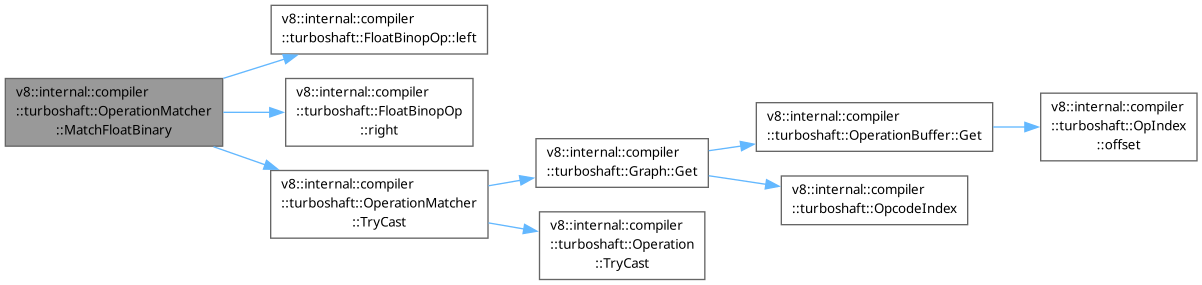 v8::internal::compiler
::turboshaft::OperationMatcher
::MatchFloatBinary
v8::internal::compiler
::turboshaft::FloatBinopOp::left
v8::internal::compiler
::turboshaft::FloatBinopOp
::right
v8::internal::compiler
::turboshaft::OperationMatcher
::TryCast
v8::internal::compiler
::turboshaft::Graph::Get
v8::internal::compiler
::turboshaft::Operation
::TryCast
v8::internal::compiler
::turboshaft::OperationBuffer::Get
v8::internal::compiler
::turboshaft::OpcodeIndex
v8::internal::compiler
::turboshaft::OpIndex
::offset